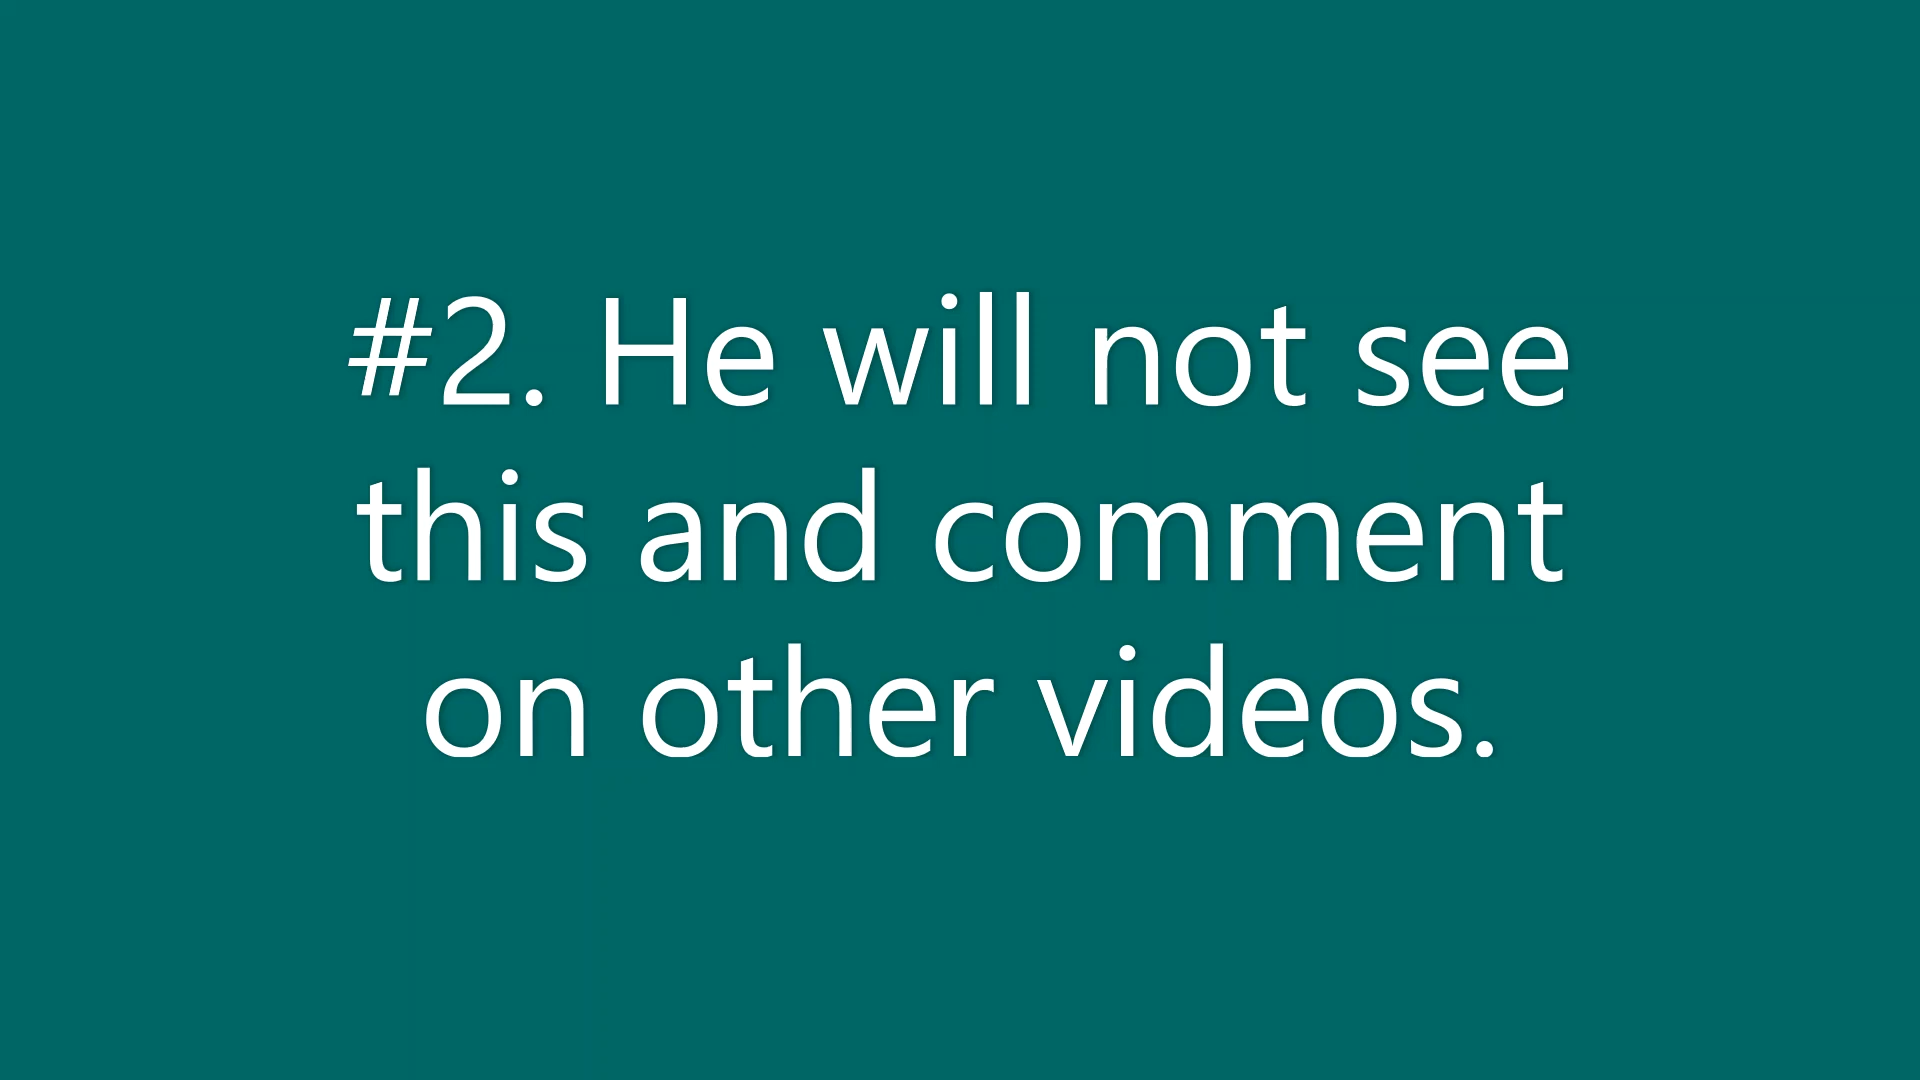 #2. He will not see
this and comment
on other videos.